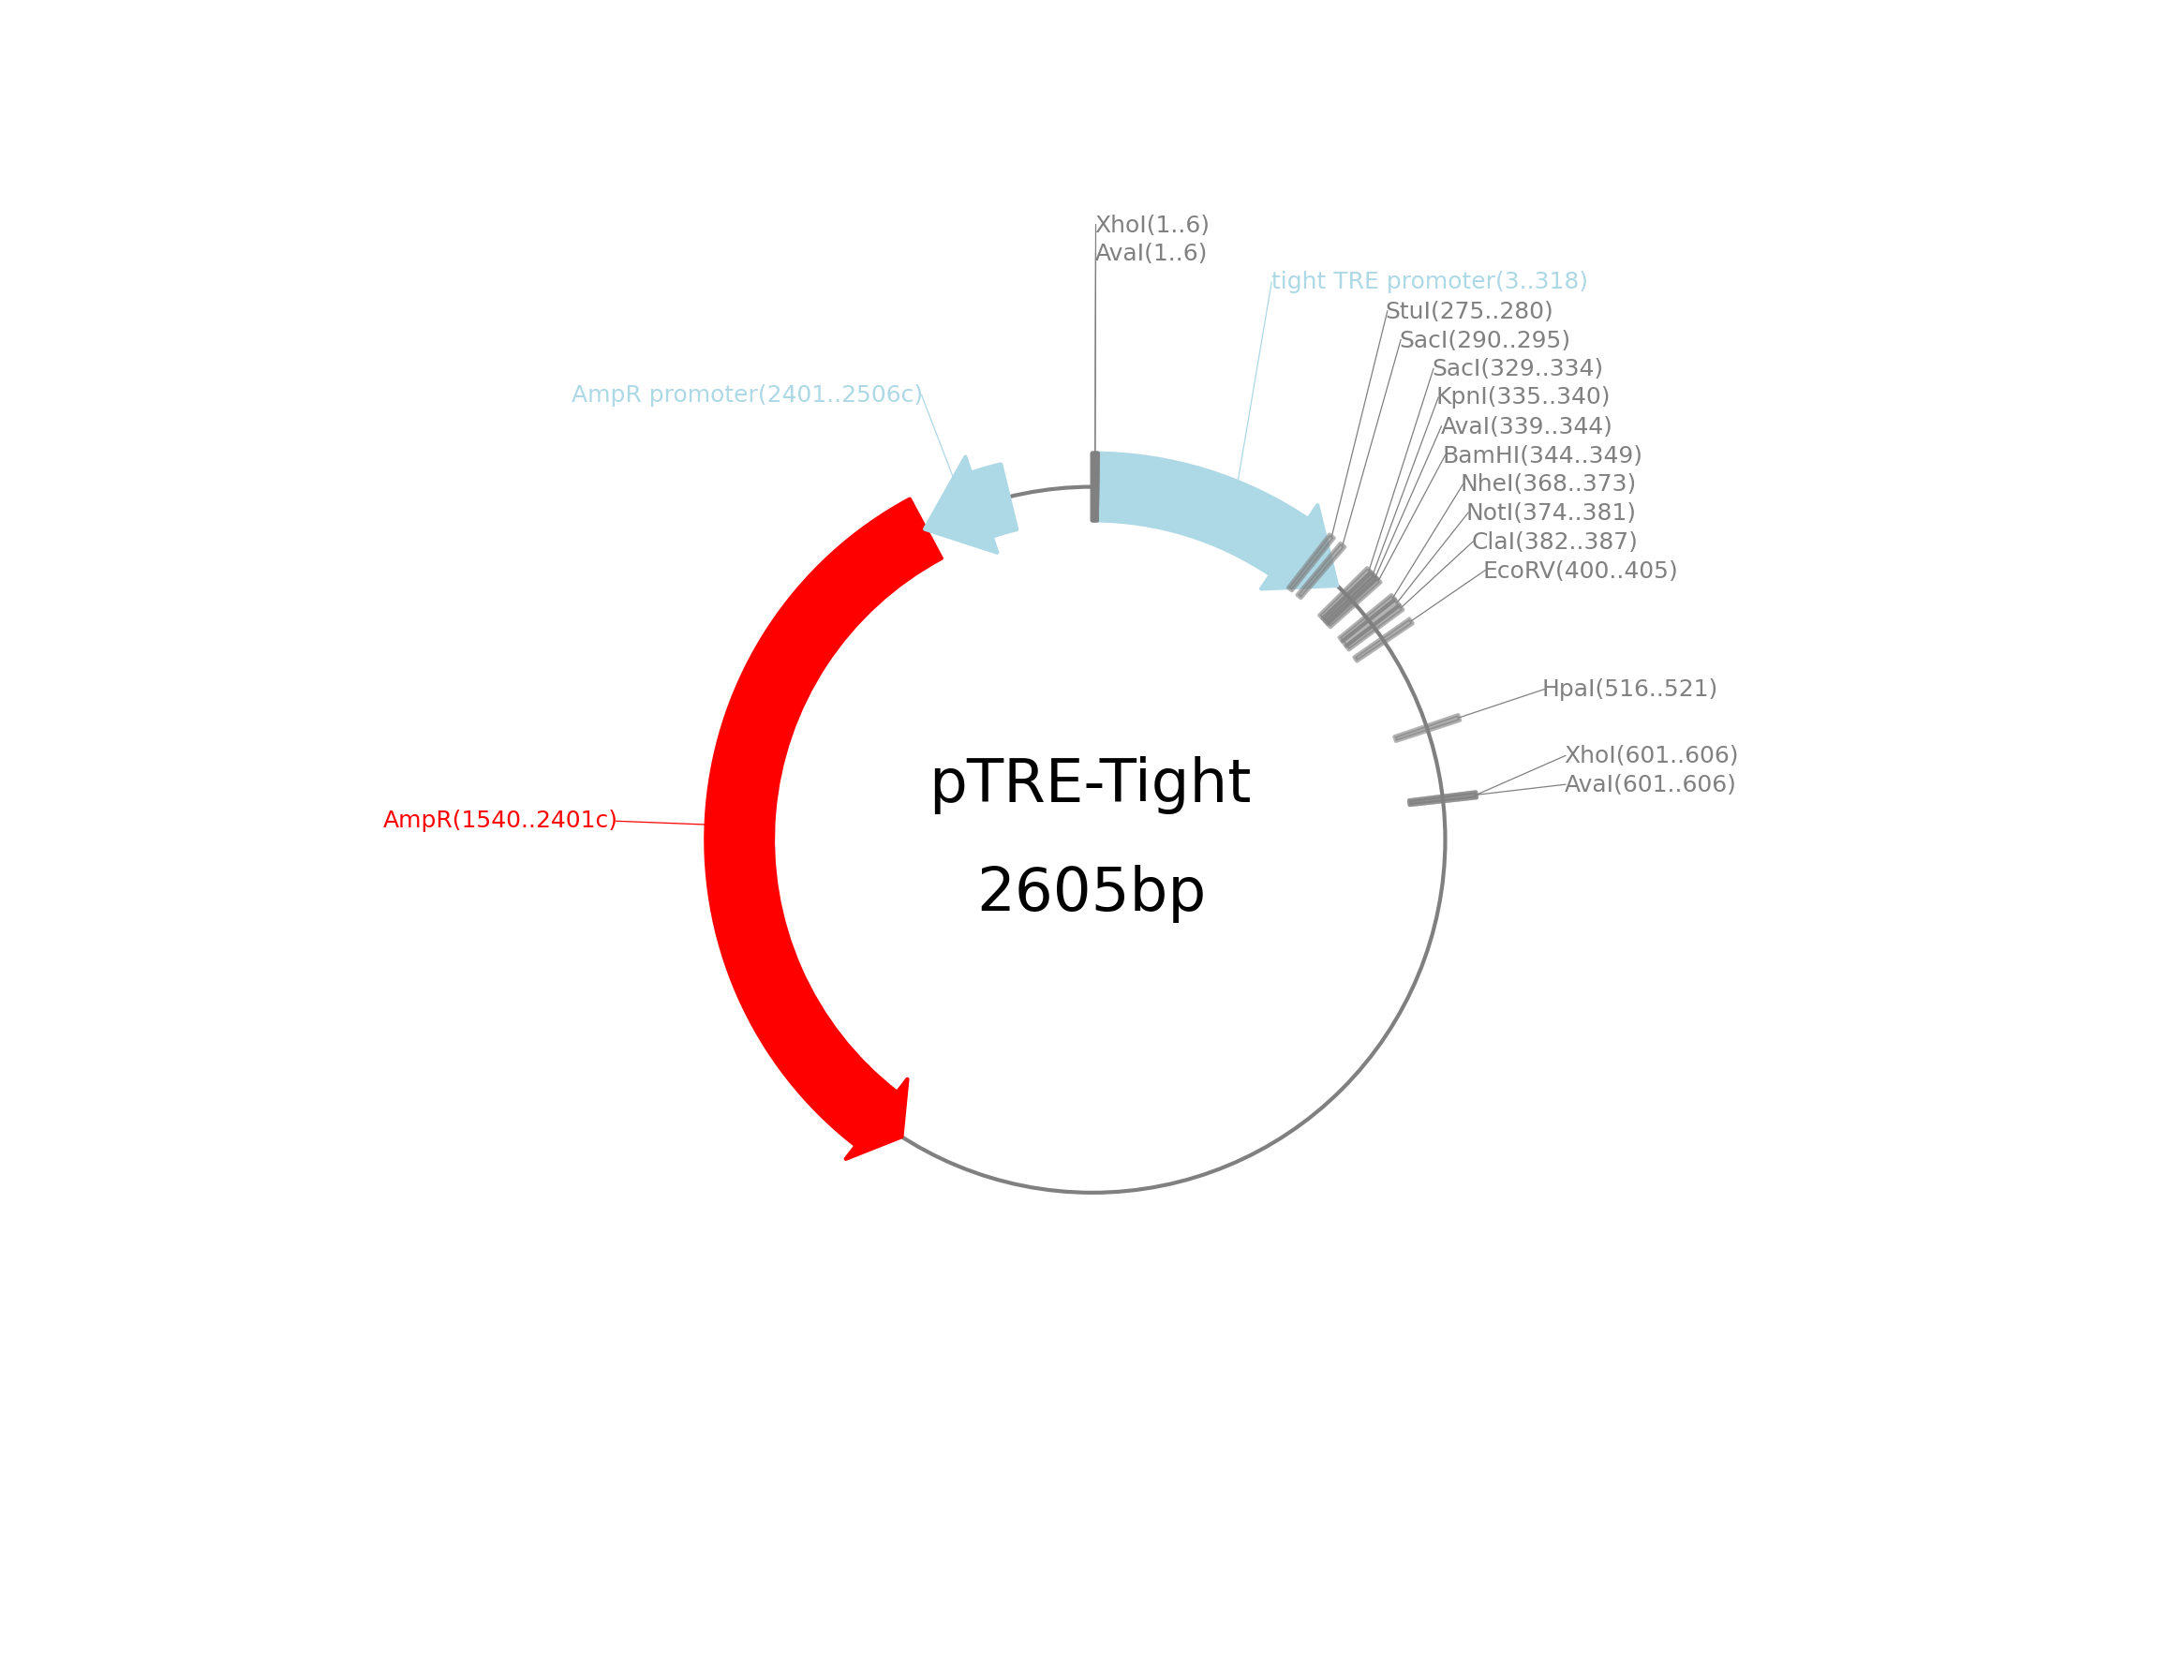 XhoI(1..6)
AvaI(1..6)
tight TRE promoter(3..318)
StuI(275..280)
SacI(290..295)
SacI(329..334)
AmpR promoter(2401..2506c)
KpnI(335..340)
AvaI(339..344)
BamHI(344..349)
NheI(368..373)
NotI(374..381)
ClaI(382..387)
EcoRV(400..405)
HpaI(516..521)
XhoI(601..606)
AvaI(601..606)
pTRE-Tight
AmpR(1540..2401c)
2605bp